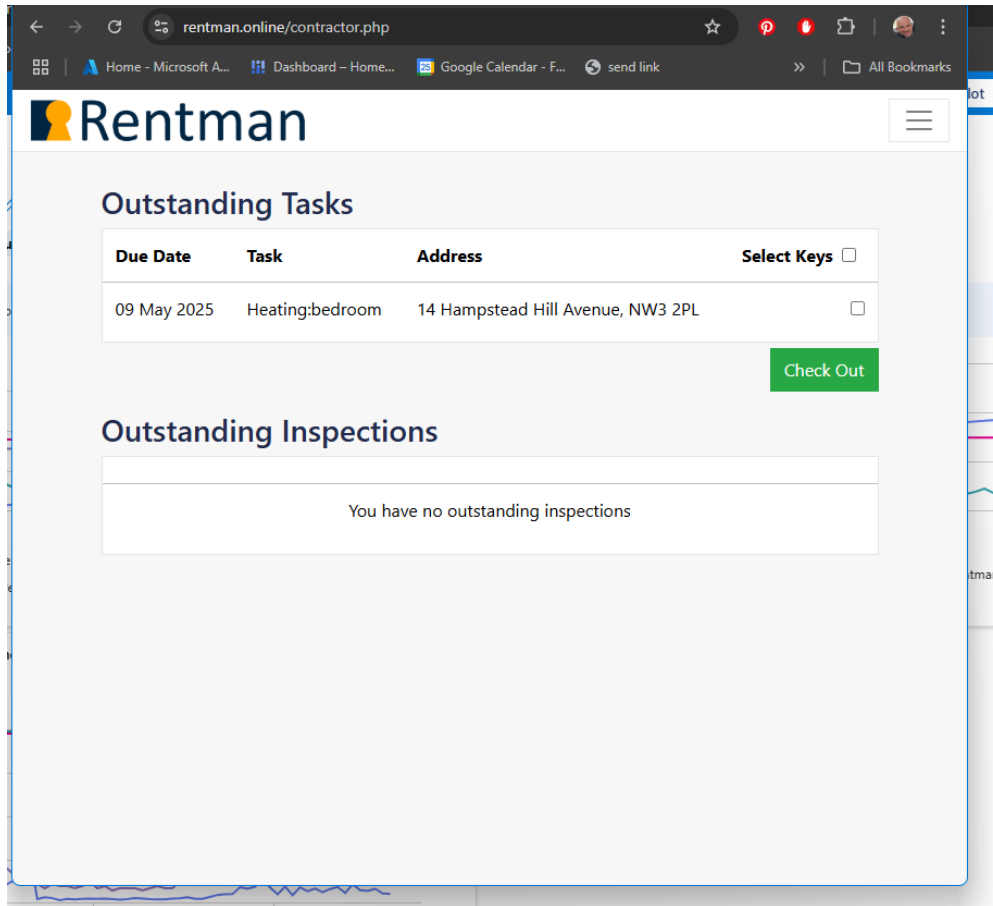 rentman.online/contractor.php
Home - Microsoft A... Dashboard – Home... 25 Google Calendar - F... send link » All Bookmarks
lot
Rentman
Outstanding Tasks
Due Date Task Address Select Keys
09 May 2025 Heating:bedroom 14 Hampstead Hill Avenue, NW3 2PL
Check Out
Outstanding Inspections
You have no outstanding inspections